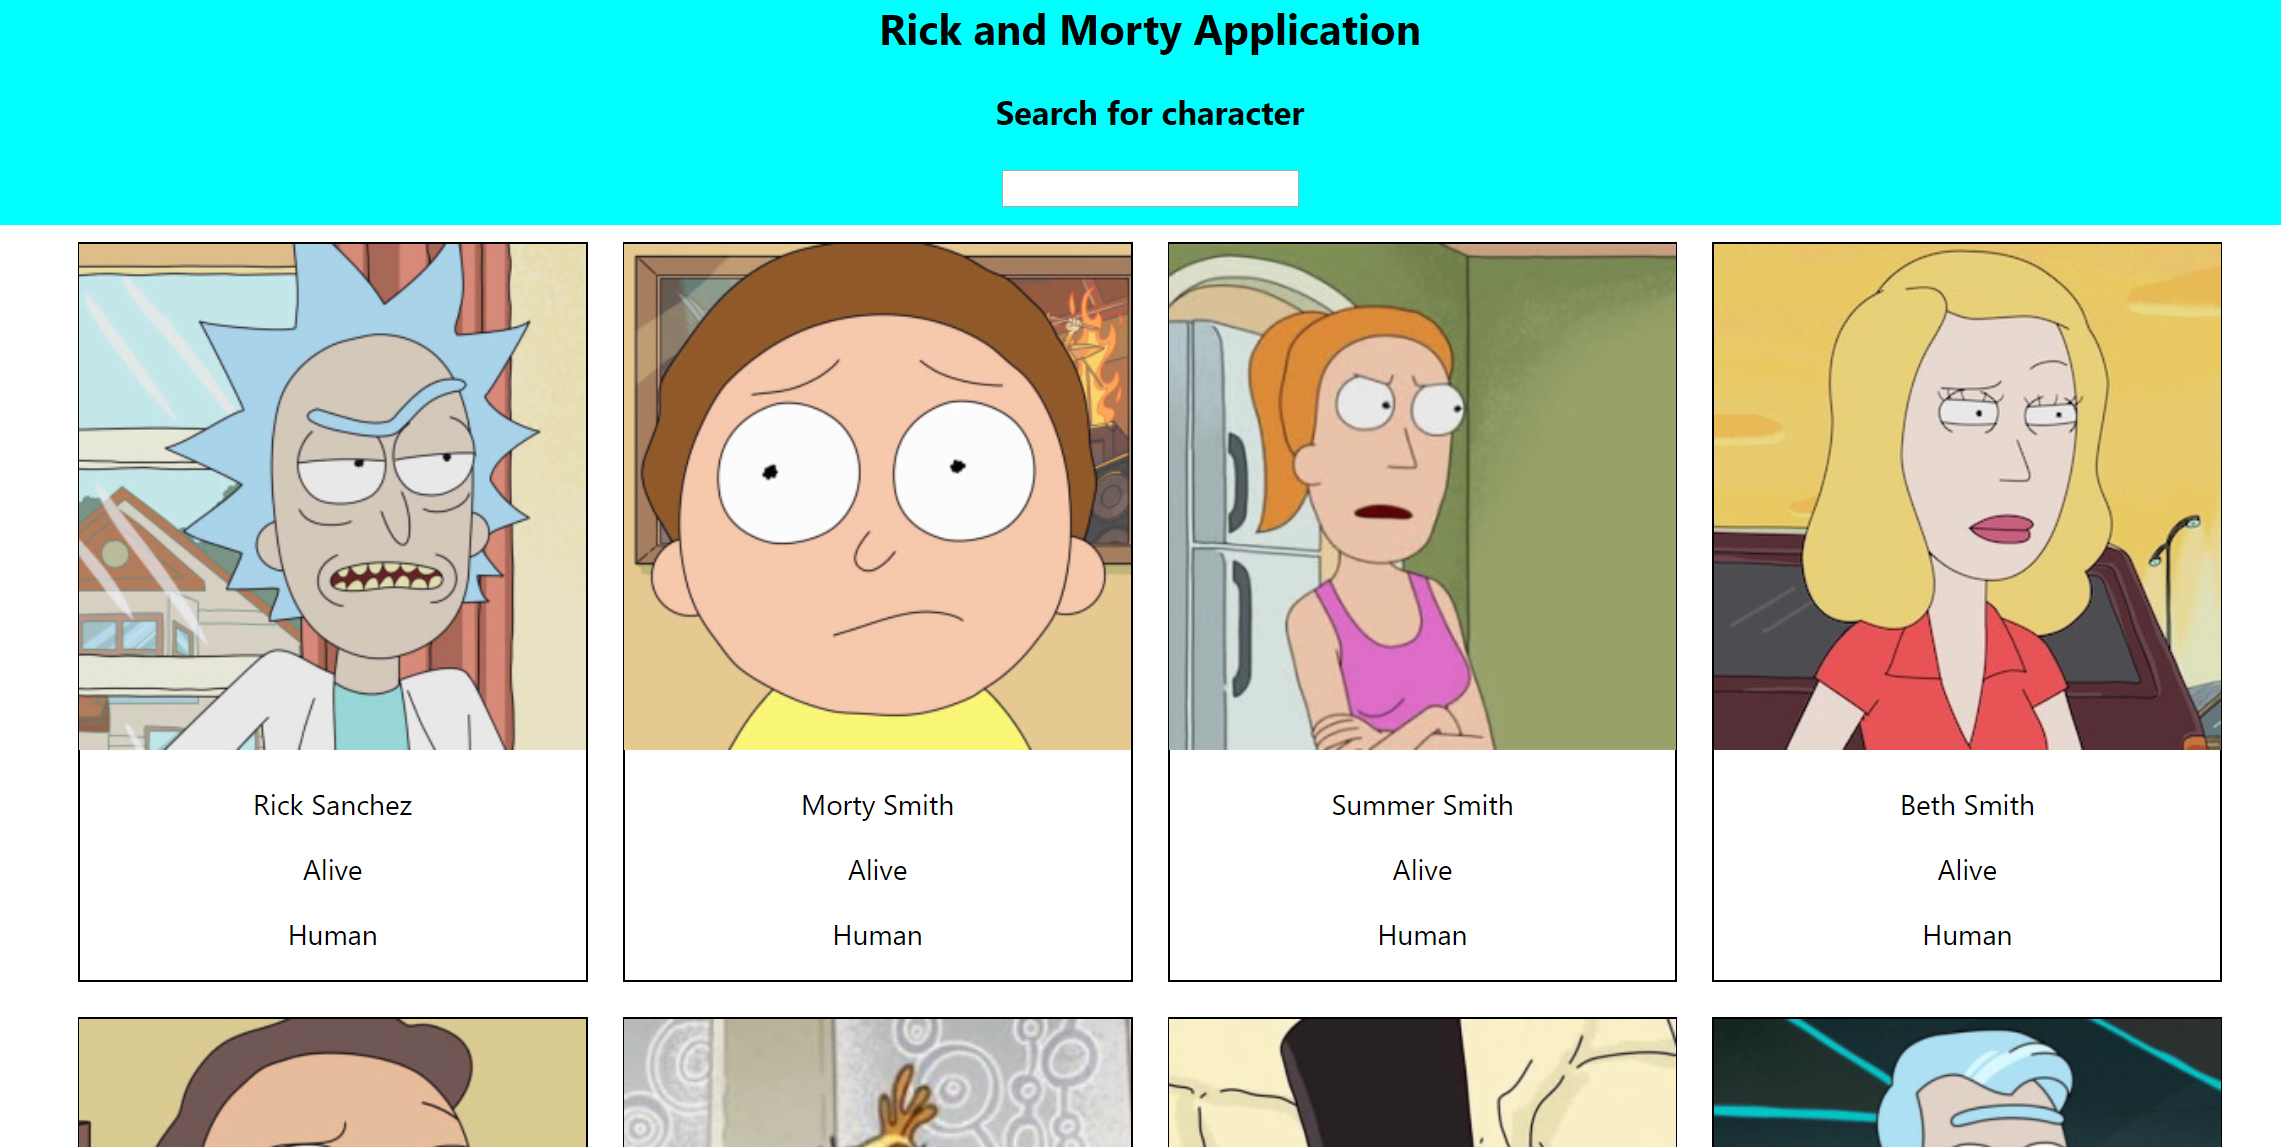 Rick and Morty Application
Search for character
Rick Sanchez
Alive
Human
Morty Smith
Alive
Human
Summer Smith
Alive
Human
Beth Smith
Alive
Human